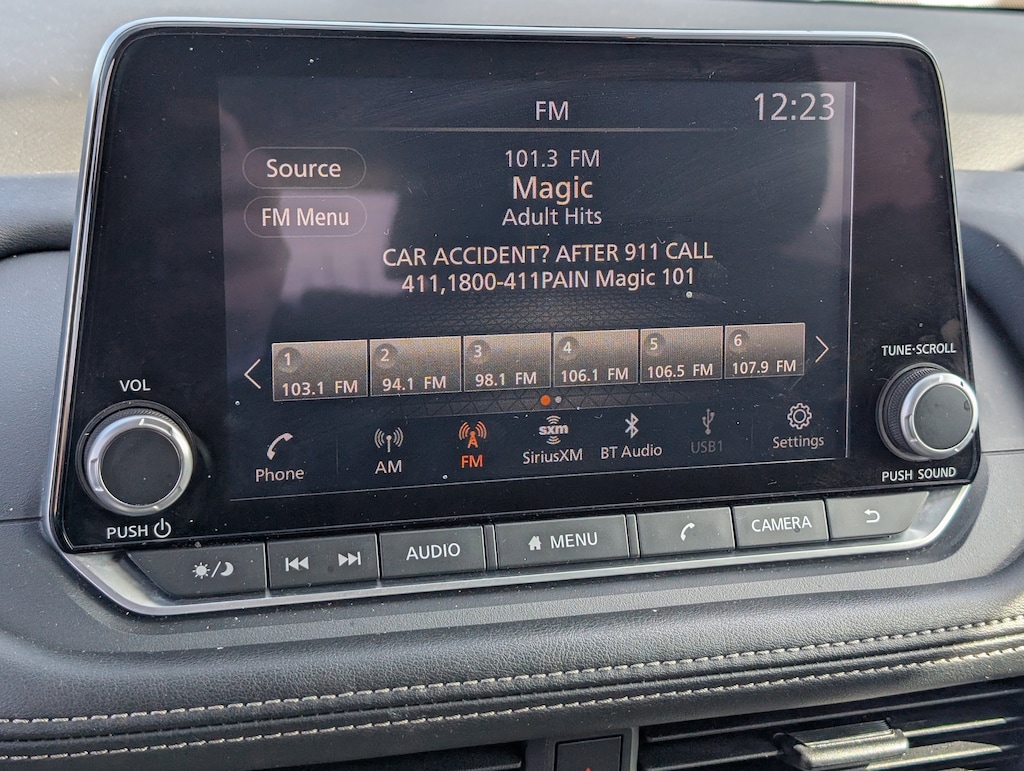 FM
12:23
Source
101.3 FM
Magic
FM Menu
Adult Hits
CAR ACCIDENT? AFTER 911 CALL
411,1800-411PAIN Magic 101
1
103.1 FM
2
94.1 FM
3
98.1 FM
4
106.1 FM
5
106.5 FM
6
107.9 FM
VOL
TUNE·SCROLL
Phone
AM
FM
sxm
SiriusXM
BT Audio
USB1
Settings
PUSH
PUSH SOUND
AUDIO
MENU
CAMERA